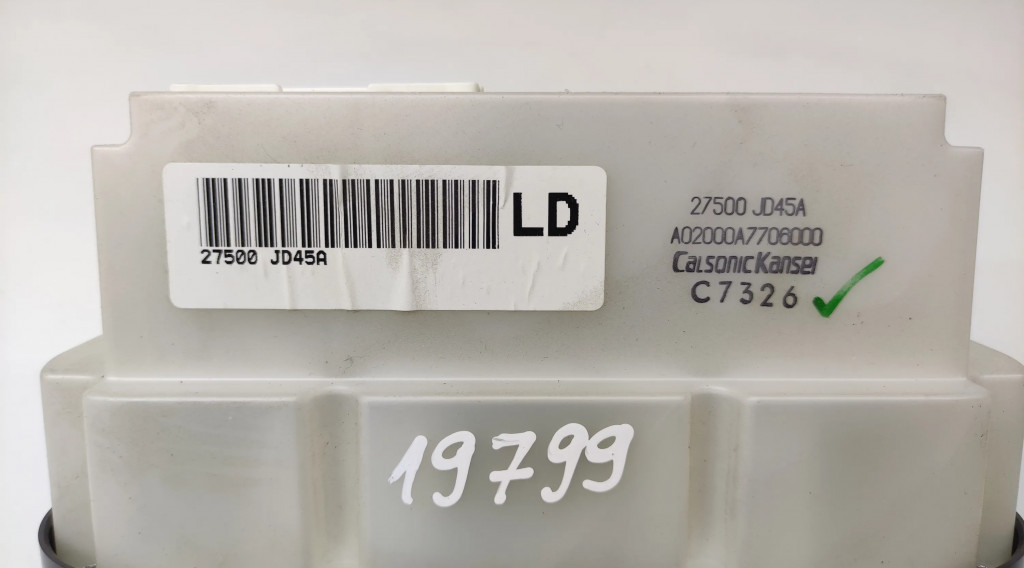 LD
27500 JD45A
27500 JD45A
A02000A7706000
CalsonicKansei
C7326
19799